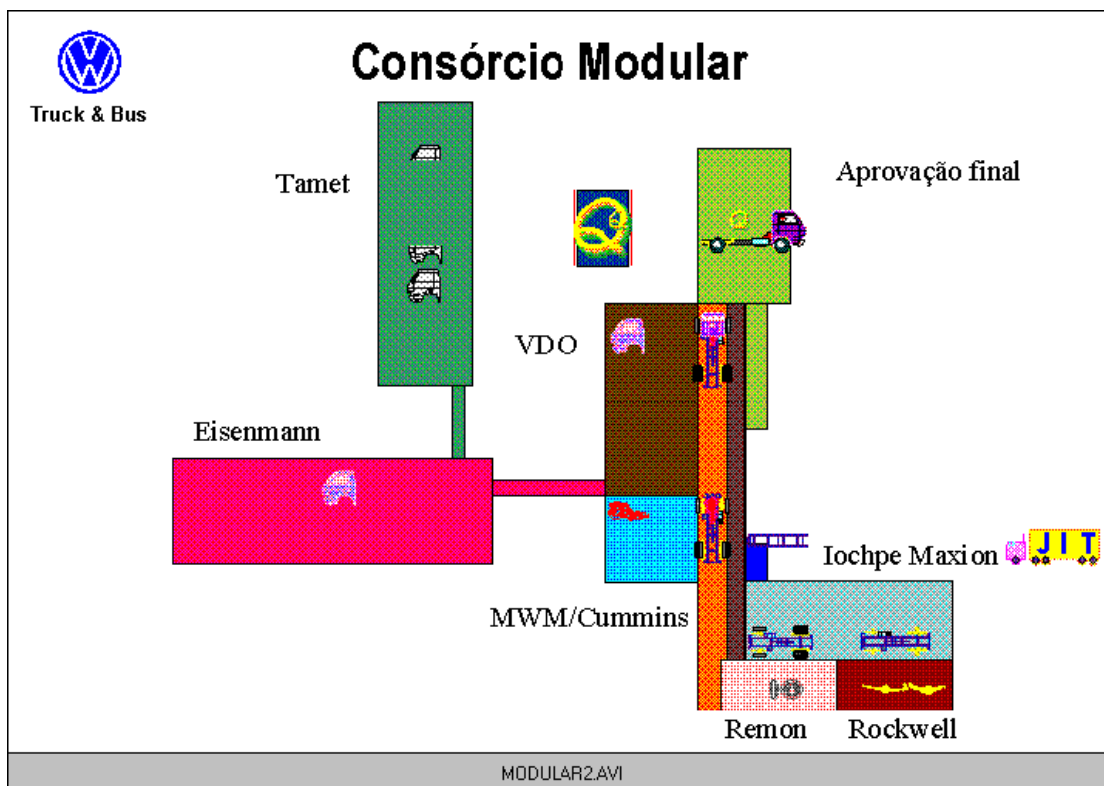 Consórcio Modular
Truck & Bus
Tamet
Aprovação final
VDO
Eisenmann
Iochpe Maxion
JIT
MWM/Cummins
Remon
Rockwell
MODULAR2.AVI